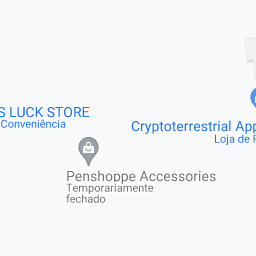 S LUCK STORE
Conveniência
Cryptoterrestrial App
Loja de
Penshoppe Accessories
Temporariamente
fechado